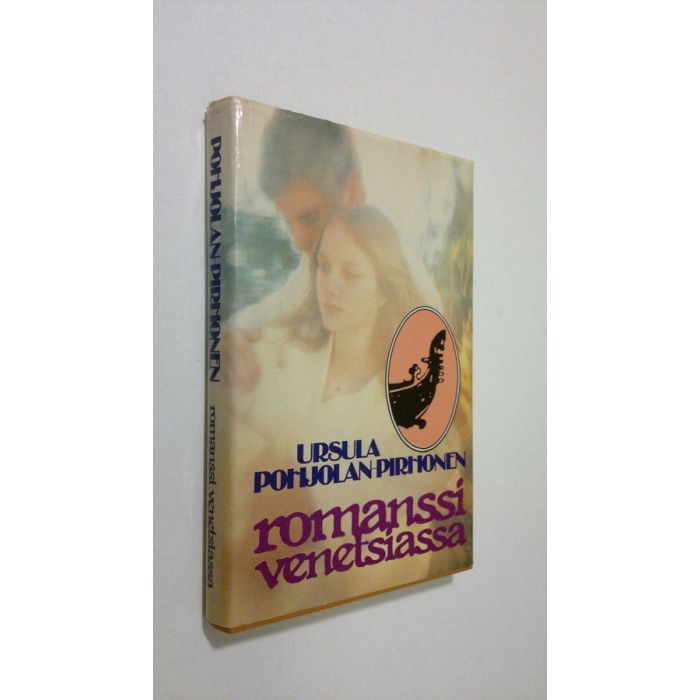 POHJOLAN-PIRHONEN
romanssi venetsiassa
URSULA
POHJOLAN-PIRHONEN
romanssi
venetsiassa